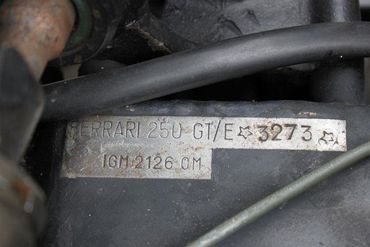 FERRARI 250 GT/E ☆ 3273 ☆
IGM 2126 OM